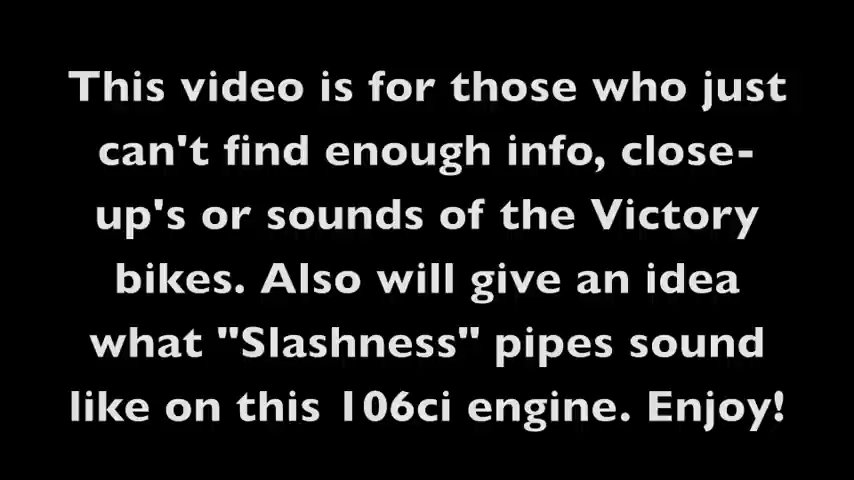 This video is for those who just
can't find enough info, close-
up's or sounds of the Victory
bikes. Also will give an idea
what "Slashness" pipes sound
like on this 106ci engine. Enjoy!